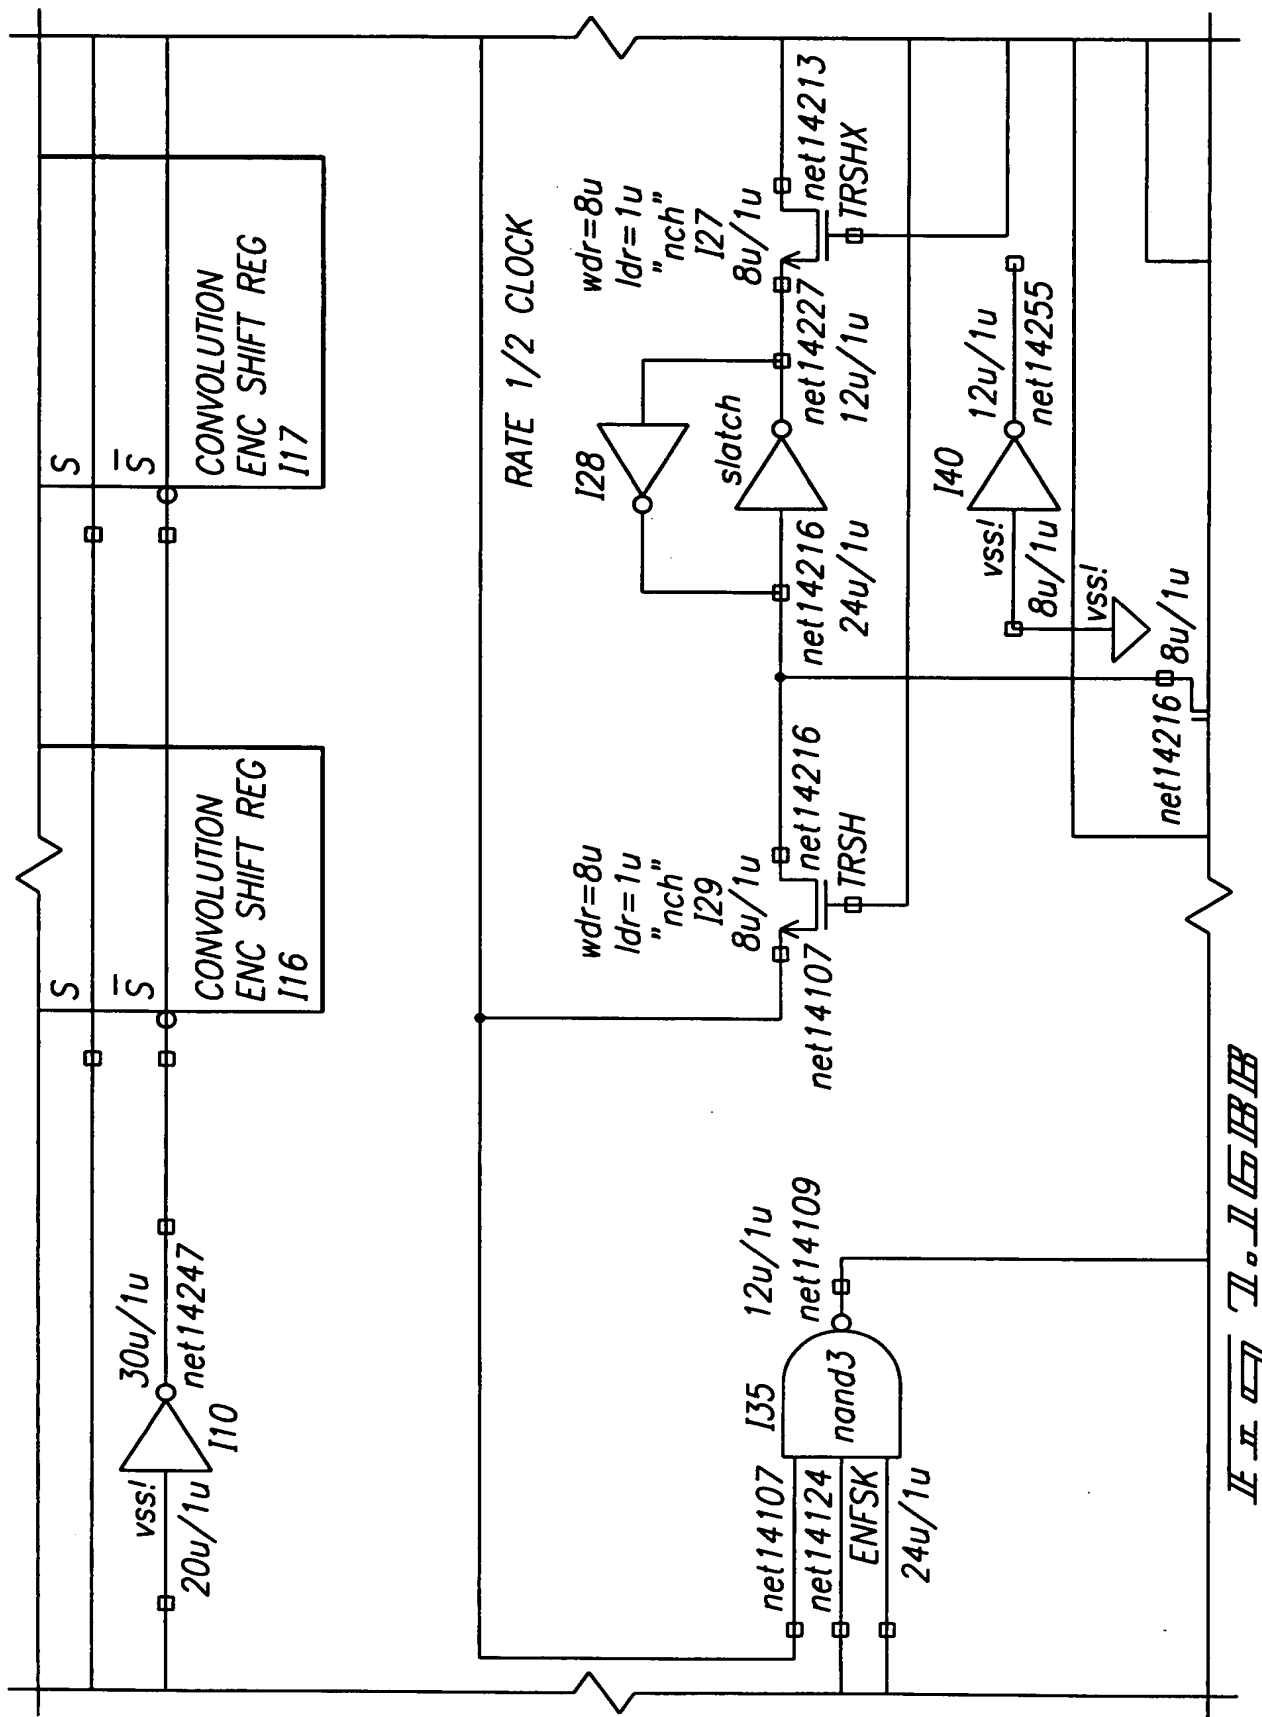 S
S̅
CONVOLUTION
ENC SHIFT REG
I16
S
S̅
CONVOLUTION
ENC SHIFT REG
I17
vss!
20u/1u
I10
30u/1u
net14247
RATE 1/2 CLOCK
wdr=8u
ldr=1u
"nch"
I29
8u/1u
net14107
net14216
TRSH
I28
slatch
net14216
24u/1u
net14227
12u/1u
wdr=8u
ldr=1u
"nch"
I27
8u/1u
net14213
TRSHX
I35
nand3
net14107
net14124
ENFSK
24u/1u
12u/1u
net14109
I40
vss!
8u/1u
vss!
12u/1u
net14255
net14216
8u/1u
FIG 7.16BB